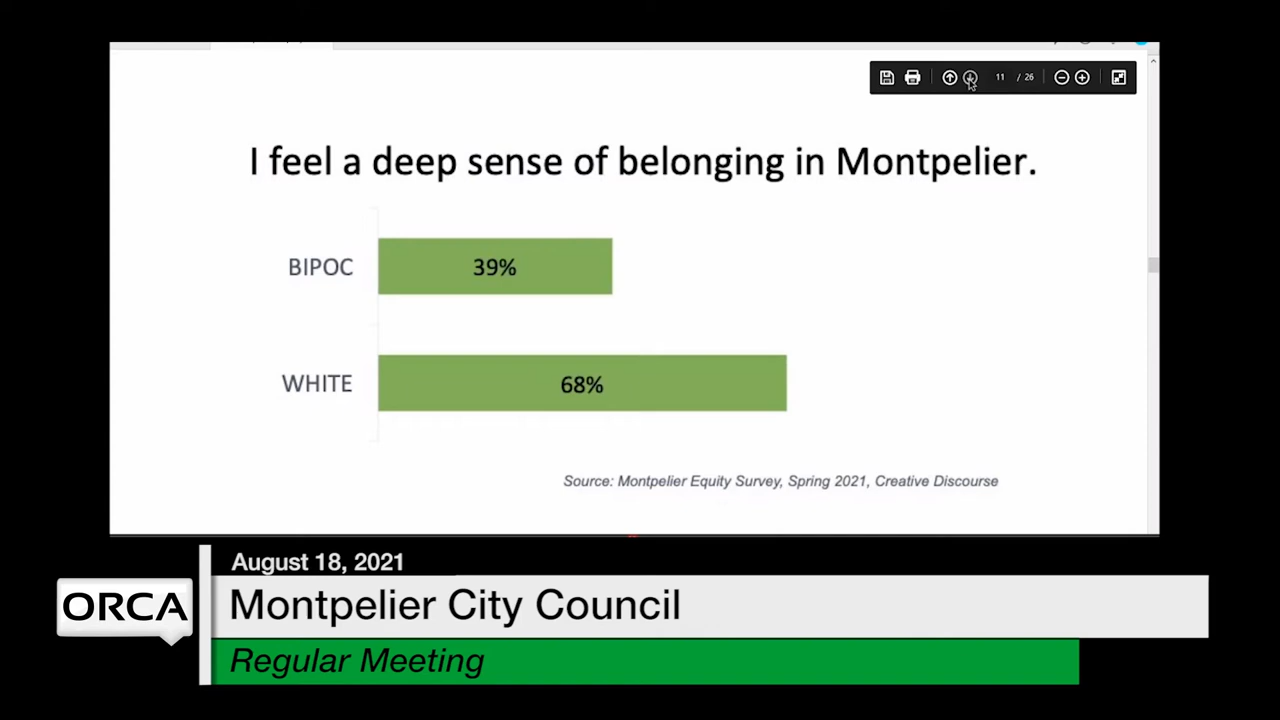 11 / 26
I feel a deep sense of belonging in Montpelier.
BIPOC 39%
WHITE 68%
Source: Montpelier Equity Survey, Spring 2021, Creative Discourse
August 18, 2021
ORCA
Montpelier City Council
Regular Meeting